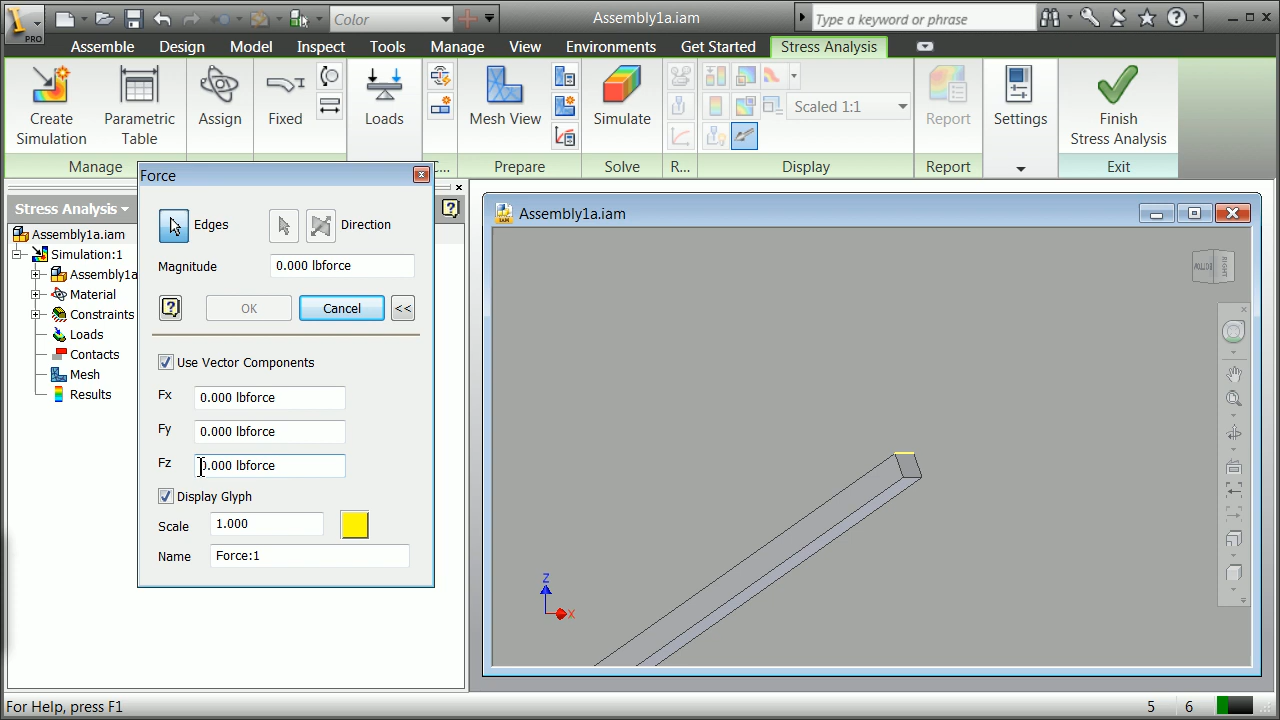 PRO
Color
Assembly1a.iam
Type a keyword or phrase
Assemble Design Model Inspect Tools Manage View Environments Get Started Stress Analysis
Create Simulation
Parametric Table
Assign
Fixed
Loads
Mesh View
Simulate
Scaled 1:1
Report
Settings
Finish Stress Analysis
Manage
C...
Prepare
Solve
R...
Display
Report
Exit
Stress Analysis
Assembly1a.iam
Simulation:1
Assembly1a
Material
Constraints
Loads
Contacts
Mesh
Results
Force
Edges
Direction
Magnitude 0.000 lbforce
OK Cancel <<
Use Vector Components
Fx 0.000 lbforce
Fy 0.000 lbforce
Fz 0.000 lbforce
Display Glyph
Scale 1.000
Name Force:1
Assembly1a.iam
BOTTOM RIGHT
Z
X
For Help, press F1
5 6